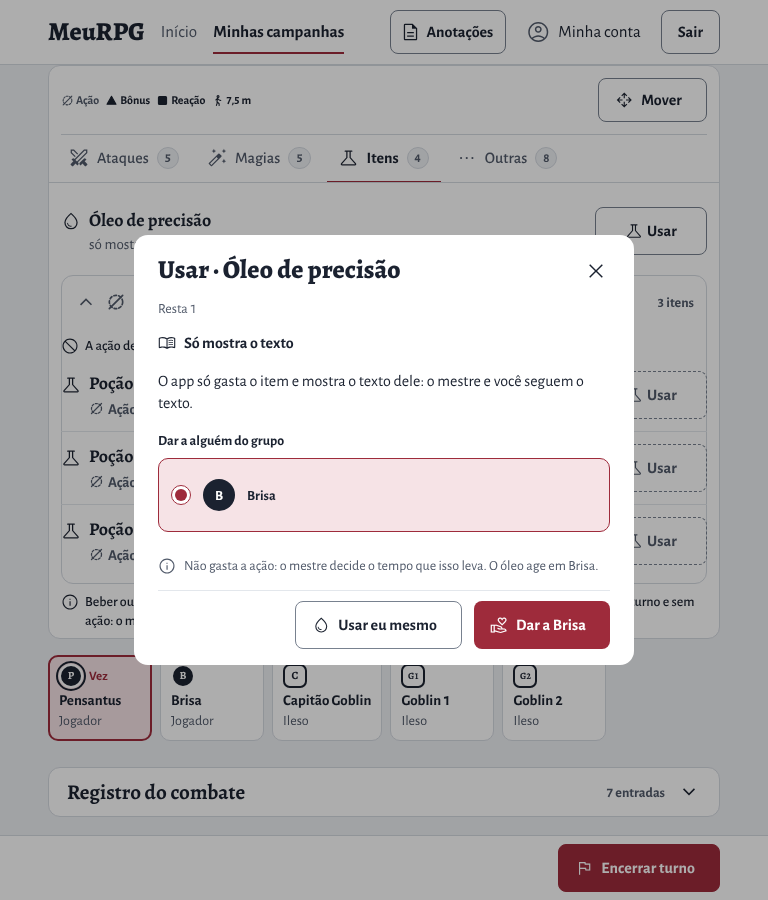 MeuRPG Início Minhas campanhas Anotações Minha conta Sair
Ação Bônus Reação 7,5 m Mover
Ataques 5 Magias 5 Itens 4 Outras 8
Óleo de precisão Usar
só most
3 itens
A ação de
Poção Usar
Ação
Poção Usar
Ação
Poção Usar
Ação
Beber ou urno e sem
ação: o m
Usar · Óleo de precisão
Resta 1
Só mostra o texto
O app só gasta o item e mostra o texto dele: o mestre e você seguem o
texto.
Dar a alguém do grupo
B Brisa
Não gasta a ação: o mestre decide o tempo que isso leva. O óleo age em Brisa.
Usar eu mesmo Dar a Brisa
P Vez B C G1 G2
Pensantus Brisa Capitão Goblin Goblin 1 Goblin 2
Jogador Jogador Ileso Ileso Ileso
Registro do combate 7 entradas
Encerrar turno